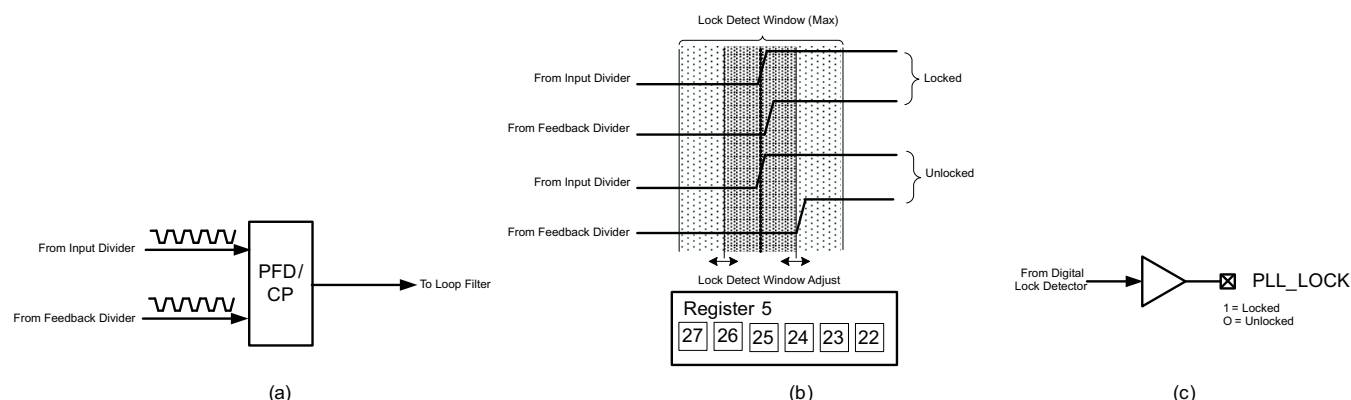 From Input Divider
From Feedback Divider
PFD/
CP
To Loop Filter
(a)
Lock Detect Window (Max)
From Input Divider
Locked
From Feedback Divider
From Input Divider
Unlocked
From Feedback Divider
Lock Detect Window Adjust
Register 5
27 26 25 24 23 22
(b)
From Digital
Lock Detector
PLL_LOCK
1 = Locked
O = Unlocked
(c)